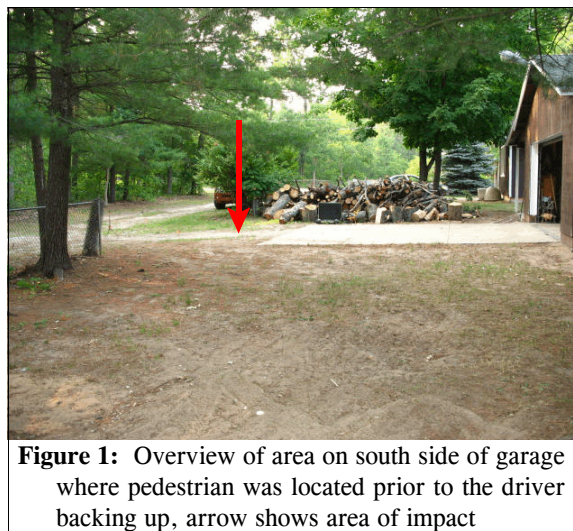 Figure 1: Overview of area on south side of garage
where pedestrian was located prior to the driver
backing up, arrow shows area of impact